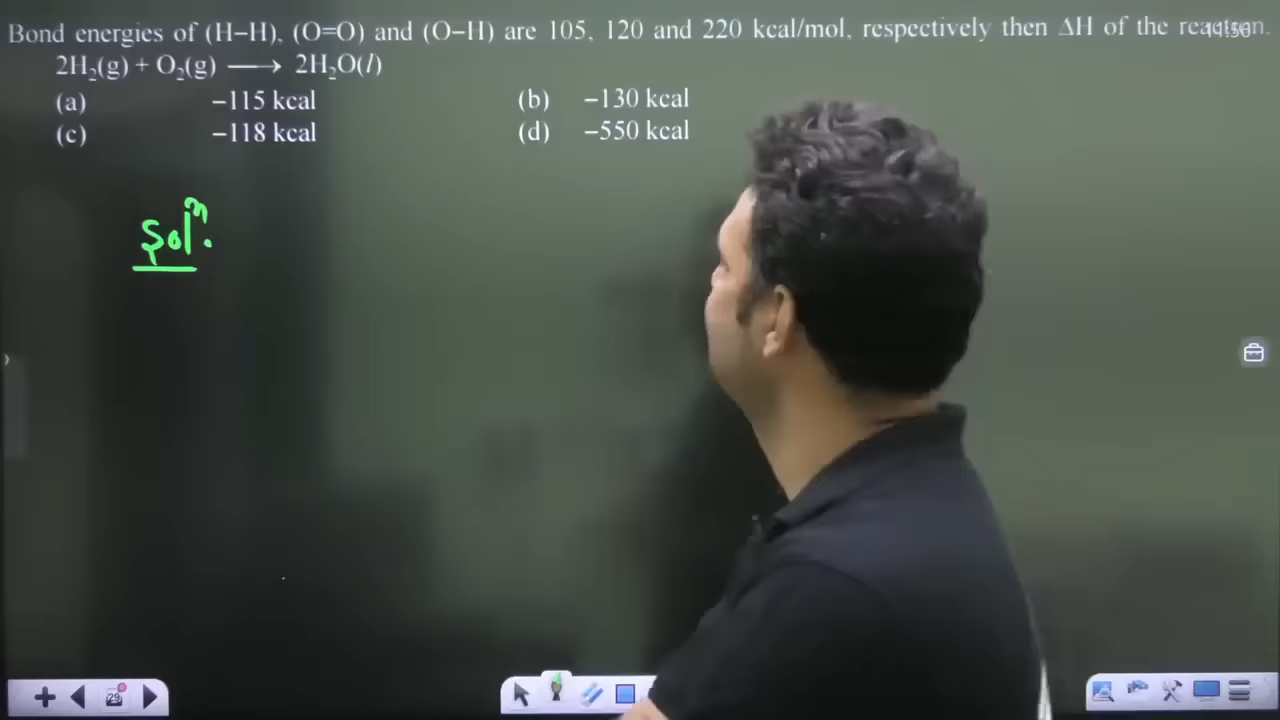 Bond energies of (H–H), (O=O) and (O–H) are 105, 120 and 220 kcal/mol, respectively then ΔH of the reaction,
2H₂(g) + O₂(g) ⟶ 2H₂O(l)
(a) –115 kcal (b) –130 kcal
(c) –118 kcal (d) –550 kcal
Solⁿ.
29